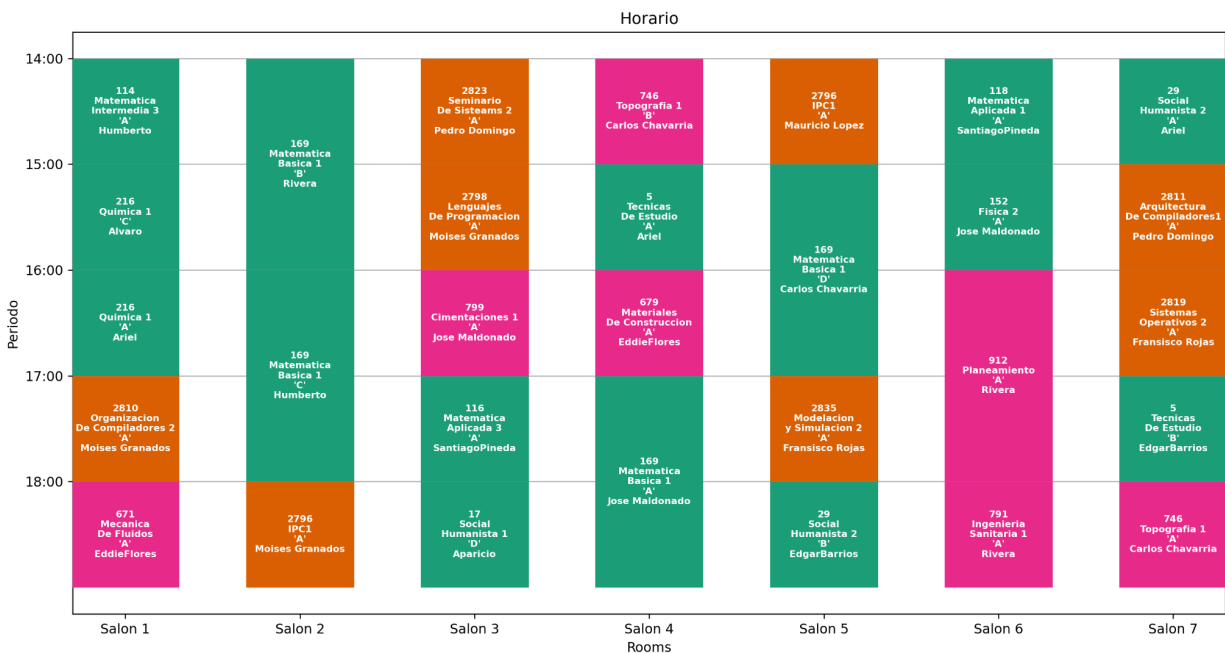 Horario
Periodo
14:00
15:00
16:00
17:00
18:00
114
Matematica
Intermedia 3
'A'
Humberto
216
Quimica 1
'C'
Alvaro
216
Quimica 1
'A'
Ariel
2810
Organizacion
De Compiladores 2
'A'
Moises Granados
671
Mecanica
De Fluidos
'A'
EddieFlores
169
Matematica
Basica 1
'B'
Rivera
169
Matematica
Basica 1
'C'
Humberto
2796
IPC1
'A'
Moises Granados
2823
Seminario
De Sisteams 2
'A'
Pedro Domingo
2798
Lenguajes
De Programacion
'A'
Moises Granados
799
Cimentaciones 1
'A'
Jose Maldonado
116
Matematica
Aplicada 3
'A'
SantiagoPineda
17
Social
Humanista 1
'D'
Aparicio
746
Topografia 1
'B'
Carlos Chavarria
5
Tecnicas
De Estudio
'A'
Ariel
679
Materiales
De Construccion
'A'
EddieFlores
169
Matematica
Basica 1
'A'
Jose Maldonado
2796
IPC1
'A'
Mauricio Lopez
169
Matematica
Basica 1
'D'
Carlos Chavarria
2835
Modelacion
y Simulacion 2
'A'
Fransisco Rojas
29
Social
Humanista 2
'B'
EdgarBarrios
118
Matematica
Aplicada 1
'A'
SantiagoPineda
152
Fisica 2
'A'
Jose Maldonado
912
Planeamiento
'A'
Rivera
791
Ingenieria
Sanitaria 1
'A'
Rivera
29
Social
Humanista 2
'A'
Ariel
2811
Arquitectura
De Compiladores1
'A'
Pedro Domingo
2819
Sistemas
Operativos 2
'A'
Fransisco Rojas
5
Tecnicas
De Estudio
'B'
EdgarBarrios
746
Topografia 1
'A'
Carlos Chavarria
Salon 1
Salon 2
Salon 3
Salon 4
Salon 5
Salon 6
Salon 7
Rooms